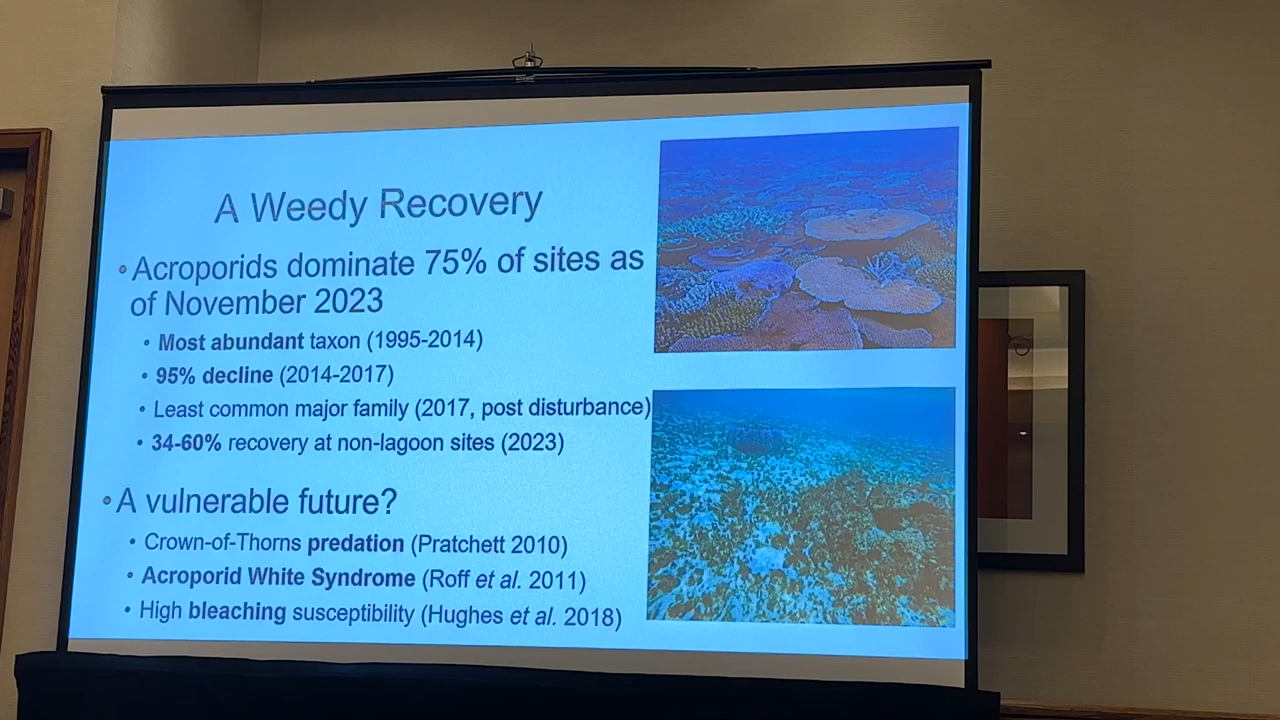 A Weedy Recovery
• Acroporids dominate 75% of sites as
of November 2023
• Most abundant taxon (1995-2014)
• 95% decline (2014-2017)
• Least common major family (2017, post disturbance)
• 34-60% recovery at non-lagoon sites (2023)
• A vulnerable future?
• Crown-of-Thorns predation (Pratchett 2010)
• Acroporid White Syndrome (Roff et al. 2011)
• High bleaching susceptibility (Hughes et al. 2018)